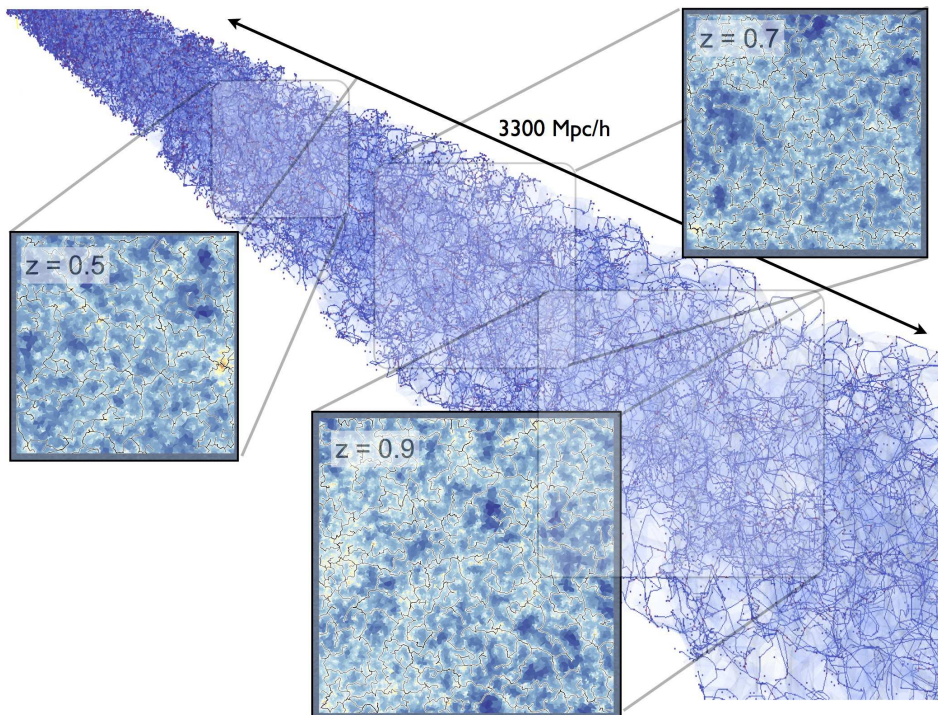 z = 0.7
3300 Mpc/h
z = 0.5
z = 0.9